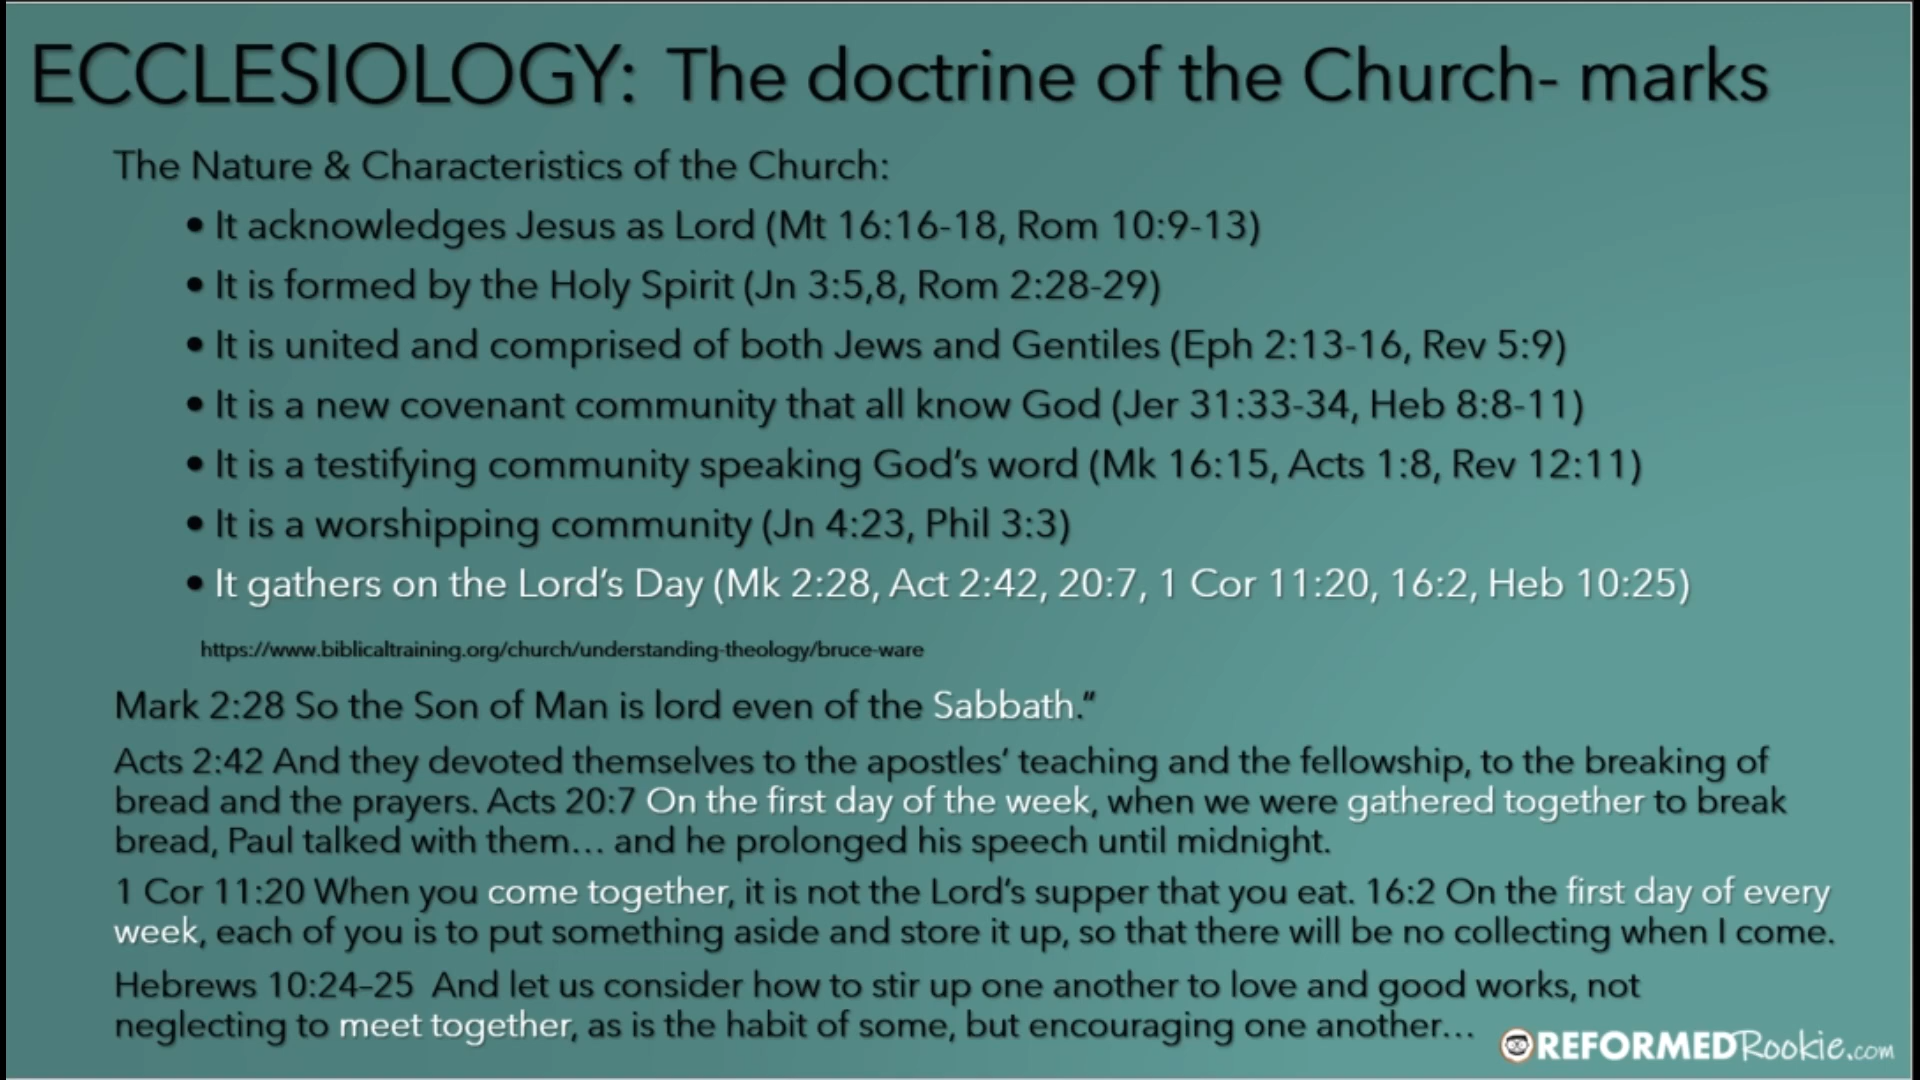 ECCLESIOLOGY: The doctrine of the Church- marks
The Nature & Characteristics of the Church:
• It acknowledges Jesus as Lord (Mt 16:16-18, Rom 10:9-13)
• It is formed by the Holy Spirit (Jn 3:5,8, Rom 2:28-29)
• It is united and comprised of both Jews and Gentiles (Eph 2:13-16, Rev 5:9)
• It is a new covenant community that all know God (Jer 31:33-34, Heb 8:8-11)
• It is a testifying community speaking God's word (Mk 16:15, Acts 1:8, Rev 12:11)
• It is a worshipping community (Jn 4:23, Phil 3:3)
• It gathers on the Lord's Day (Mk 2:28, Act 2:42, 20:7, 1 Cor 11:20, 16:2, Heb 10:25)
https://www.biblicaltraining.org/church/understanding-theology/bruce-ware
Mark 2:28 So the Son of Man is lord even of the Sabbath.”
Acts 2:42 And they devoted themselves to the apostles’ teaching and the fellowship, to the breaking of
bread and the prayers. Acts 20:7 On the first day of the week, when we were gathered together to break
bread, Paul talked with them… and he prolonged his speech until midnight.
1 Cor 11:20 When you come together, it is not the Lord’s supper that you eat. 16:2 On the first day of every
week, each of you is to put something aside and store it up, so that there will be no collecting when I come.
Hebrews 10:24–25 And let us consider how to stir up one another to love and good works, not
neglecting to meet together, as is the habit of some, but encouraging one another…
REFORMEDRookie.com